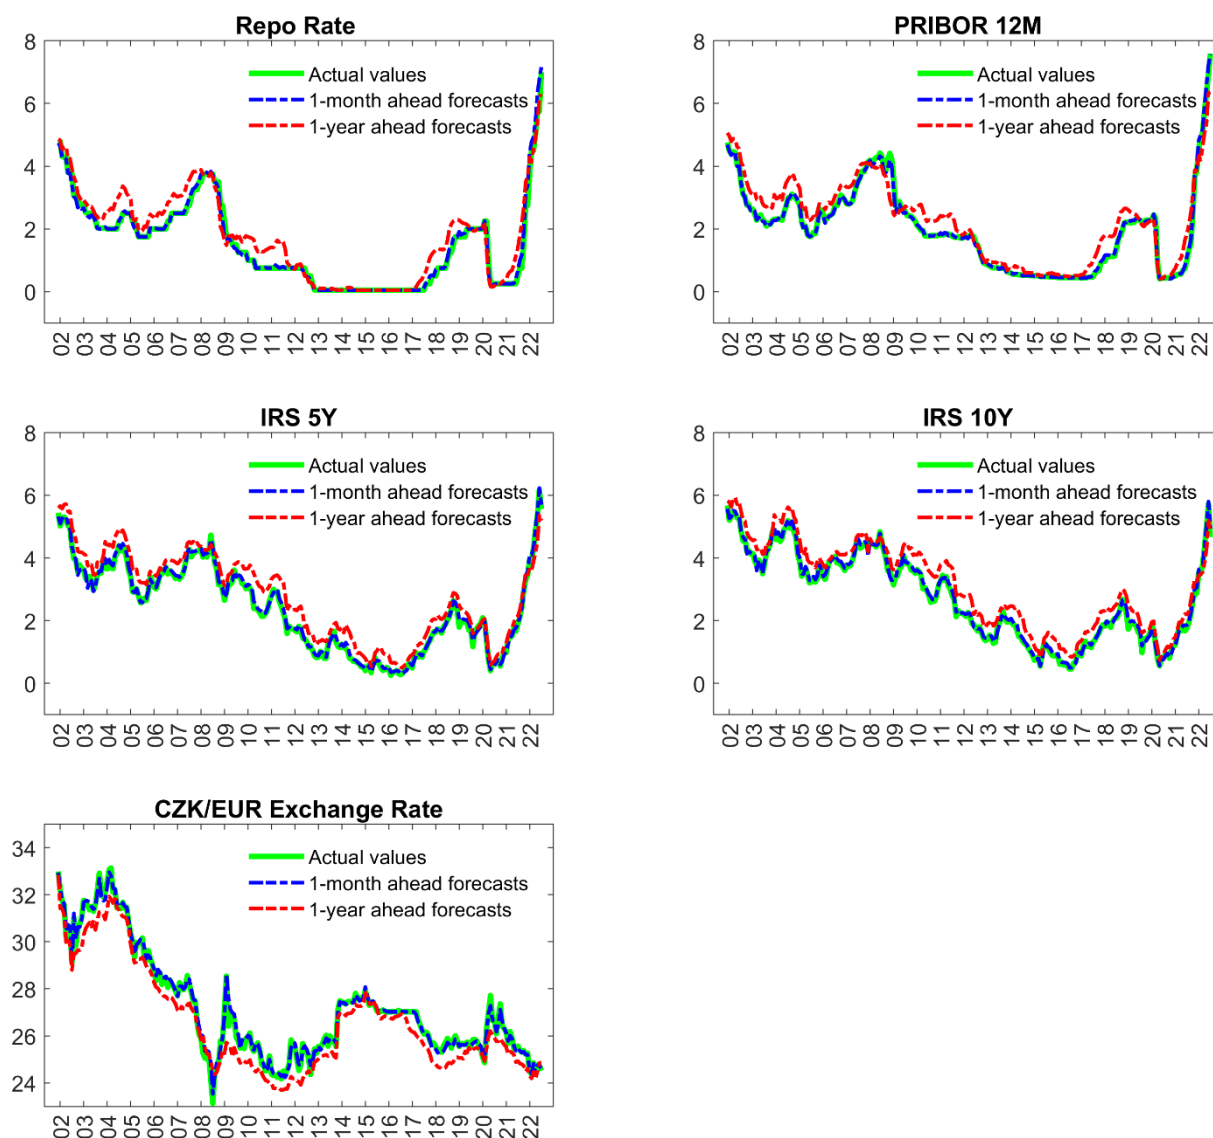 Repo Rate
8
6
4
2
0
Actual values
1-month ahead forecasts
1-year ahead forecasts
02 03 04 05 06 07 08 09 10 11 12 13 14 15 16 17 18 19 20 21 22
PRIBOR 12M
8
6
4
2
0
Actual values
1-month ahead forecasts
1-year ahead forecasts
02 03 04 05 06 07 08 09 10 11 12 13 14 15 16 17 18 19 20 21 22
IRS 5Y
8
6
4
2
0
Actual values
1-month ahead forecasts
1-year ahead forecasts
02 03 04 05 06 07 08 09 10 11 12 13 14 15 16 17 18 19 20 21 22
IRS 10Y
8
6
4
2
0
Actual values
1-month ahead forecasts
1-year ahead forecasts
02 03 04 05 06 07 08 09 10 11 12 13 14 15 16 17 18 19 20 21 22
CZK/EUR Exchange Rate
34
32
30
28
26
24
Actual values
1-month ahead forecasts
1-year ahead forecasts
02 03 04 05 06 07 08 09 10 11 12 13 14 15 16 17 18 19 20 21 22